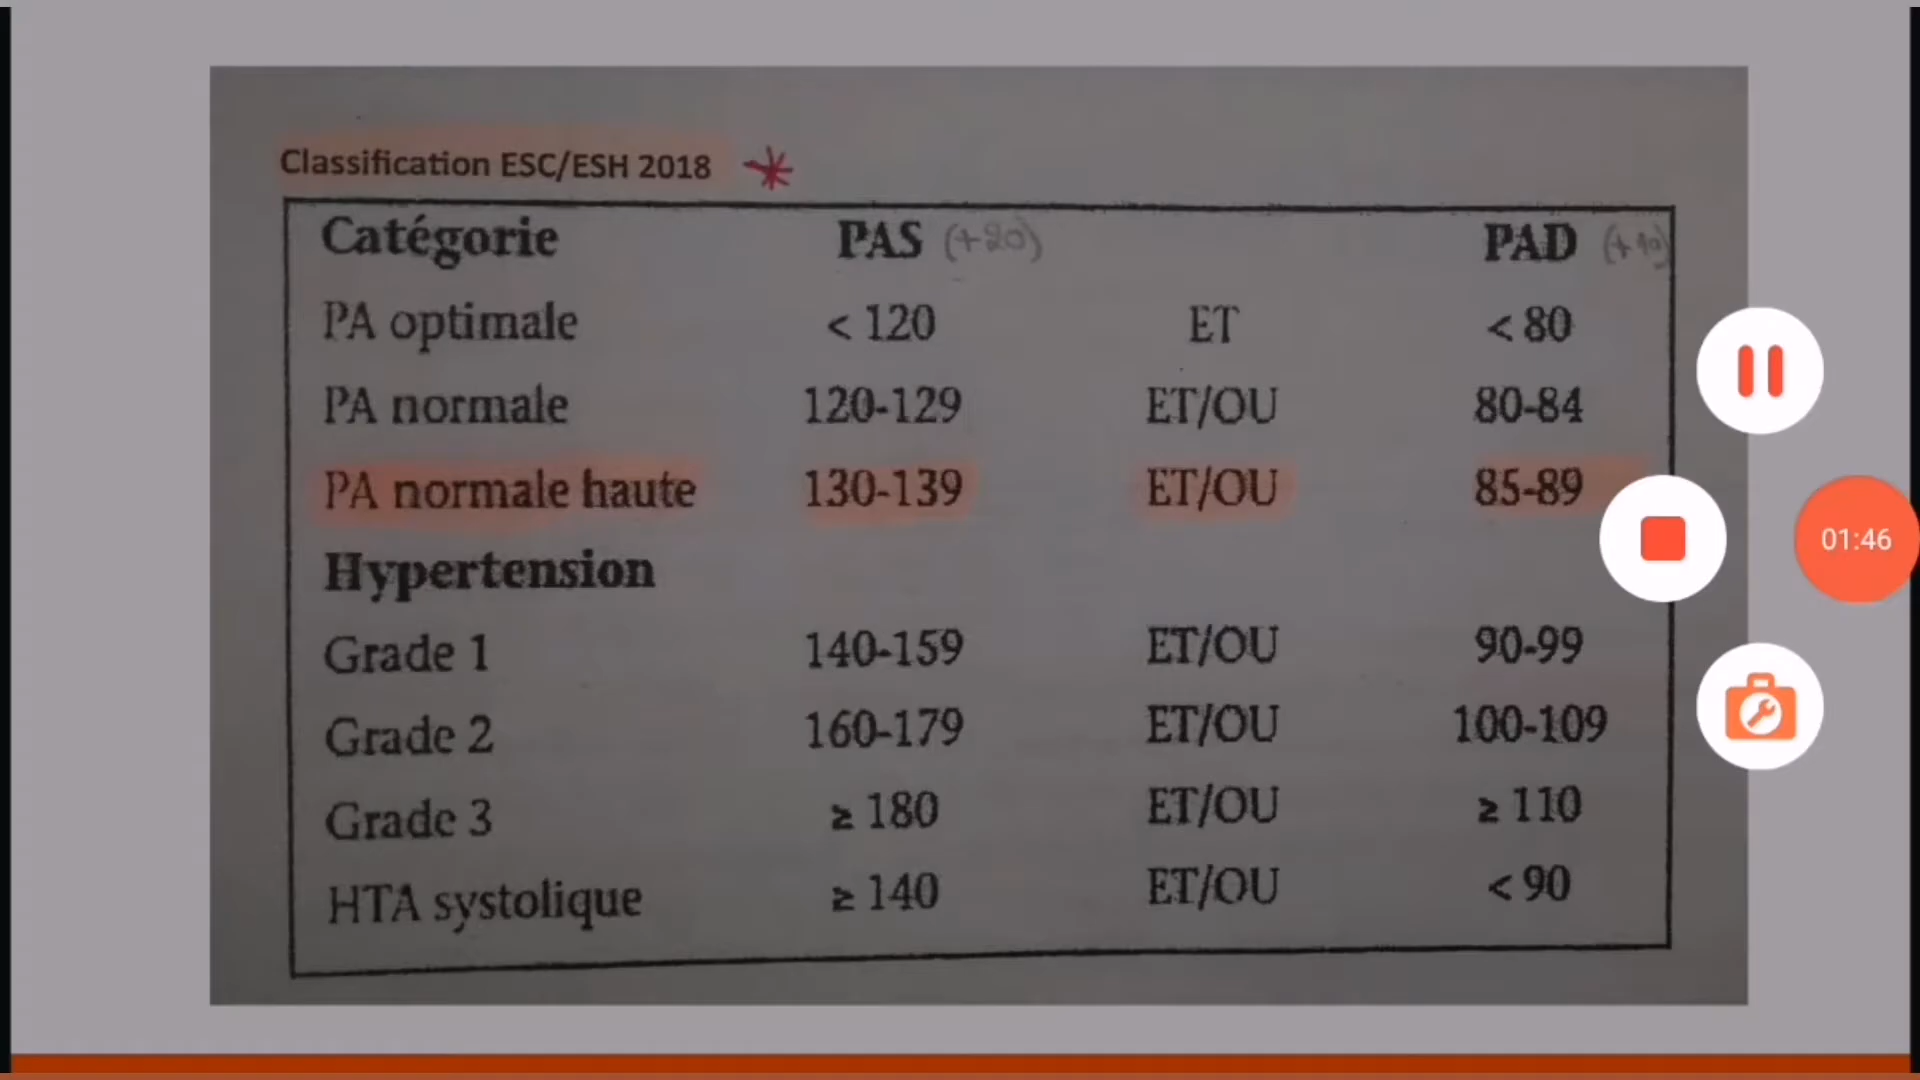 Classification ESC/ESH 2018 *
Catégorie PAS (+20) PAD (+10)
PA optimale < 120 ET < 80
PA normale 120-129 ET/OU 80-84
PA normale haute 130-139 ET/OU 85-89
Hypertension
Grade 1 140-159 ET/OU 90-99
Grade 2 160-179 ET/OU 100-109
Grade 3 ≥ 180 ET/OU ≥ 110
HTA systolique ≥ 140 ET/OU < 90
01:46